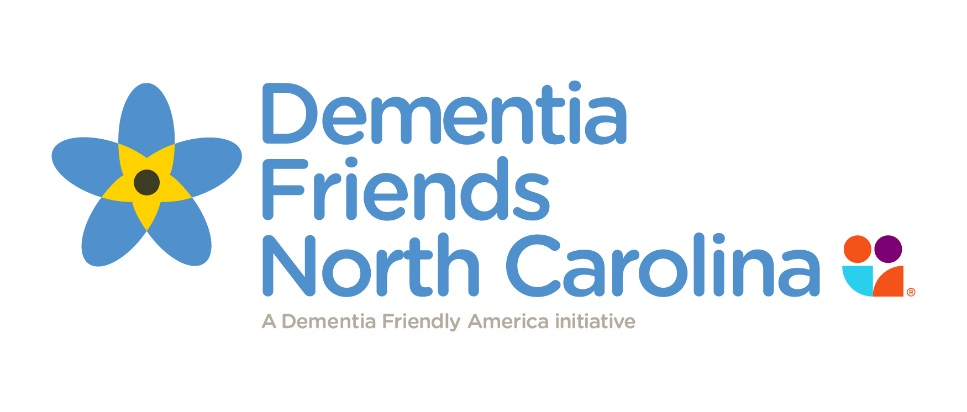 Dementia
Friends
North Carolina ®
A Dementia Friendly America initiative